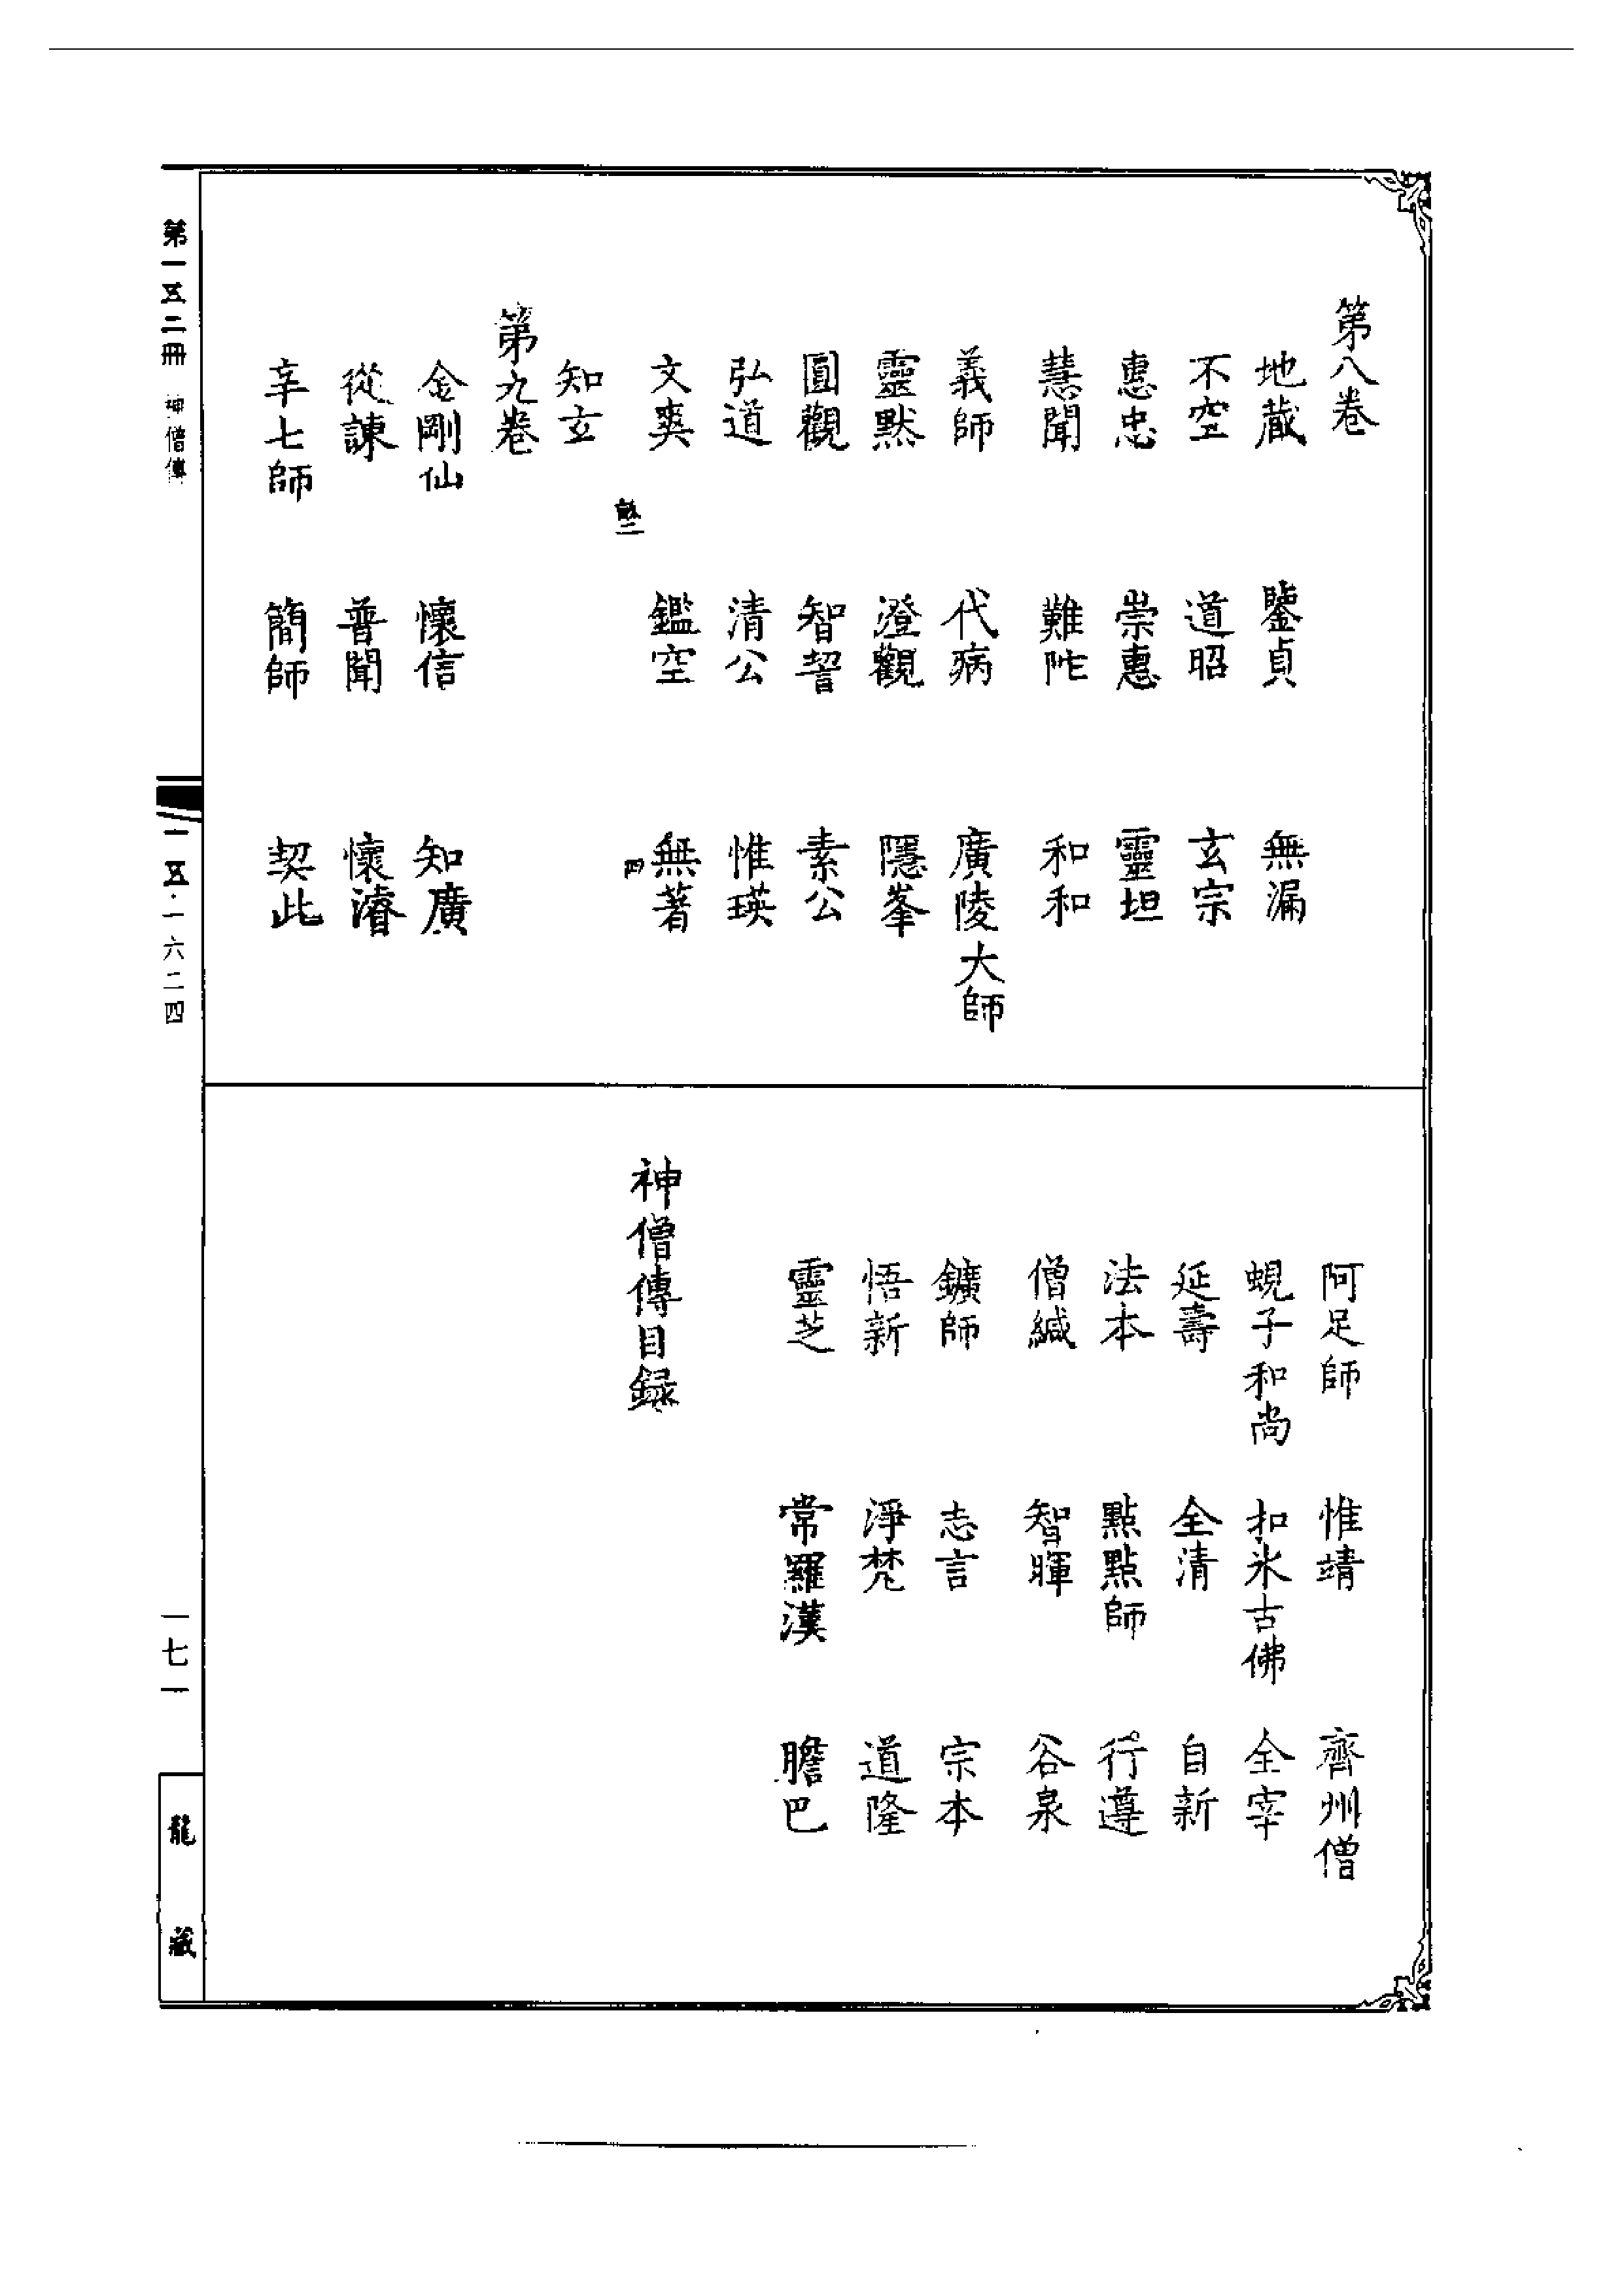 第八卷
地藏　鑒貞　無漏
不空　道昭　玄宗
惠忠　崇惠　靈坦
慧聞　難陀　和和
義師　代病　廣陵大師
靈默　澄觀　隱峯
圓觀　智䛒　素公
弘道　清公　惟瑛
文爽　鑑空　無著
四
知玄
第九卷
金剛仙　懷信　知廣
從諫　普聞　懷濬
辛七師　簡師　契此
阿足師　惟靖　齊州僧
蜆子和尚　扣氷古佛　全宰
延壽　全清　自新
法本　點點師　行遵
僧緘　智暉　谷泉
鑛師　志言　宗本
悟新　淨梵　道隆
靈芝　常羅漢　膽巴
神僧傳目録
第一五二冊　神僧傳
一五·一六二四
一七一
龍藏